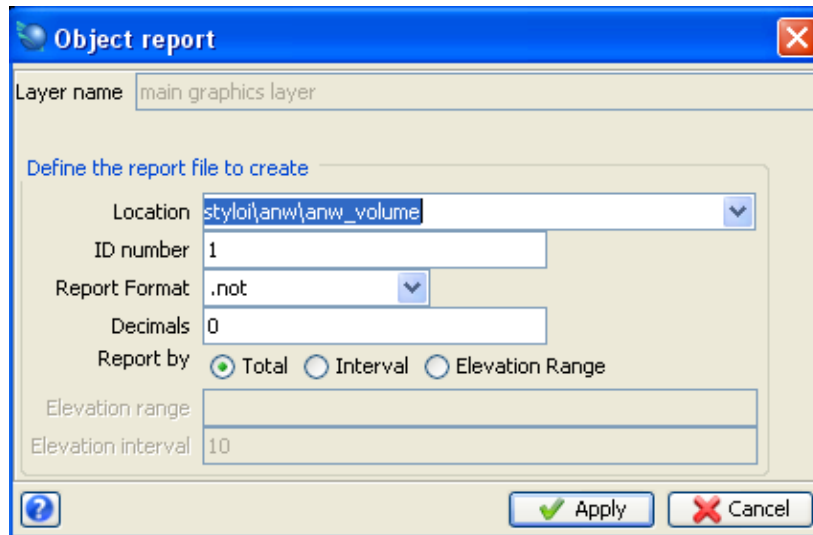 Object report
Layer name main graphics layer
Define the report file to create
Location styloi\anw\anw_volume
ID number 1
Report Format .not
Decimals 0
Report by Total Interval Elevation Range
Elevation range
Elevation interval 10
? Apply Cancel